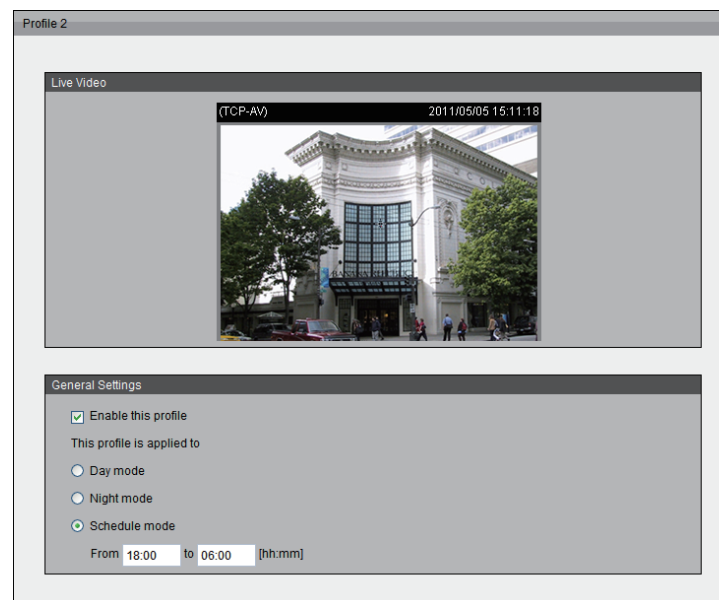 Profile 2
Live Video
(TCP-AV) 2011/05/05 15:11:18
General Settings
Enable this profile
This profile is applied to
Day mode
Night mode
Schedule mode
From 18:00 to 06:00 [hh:mm]